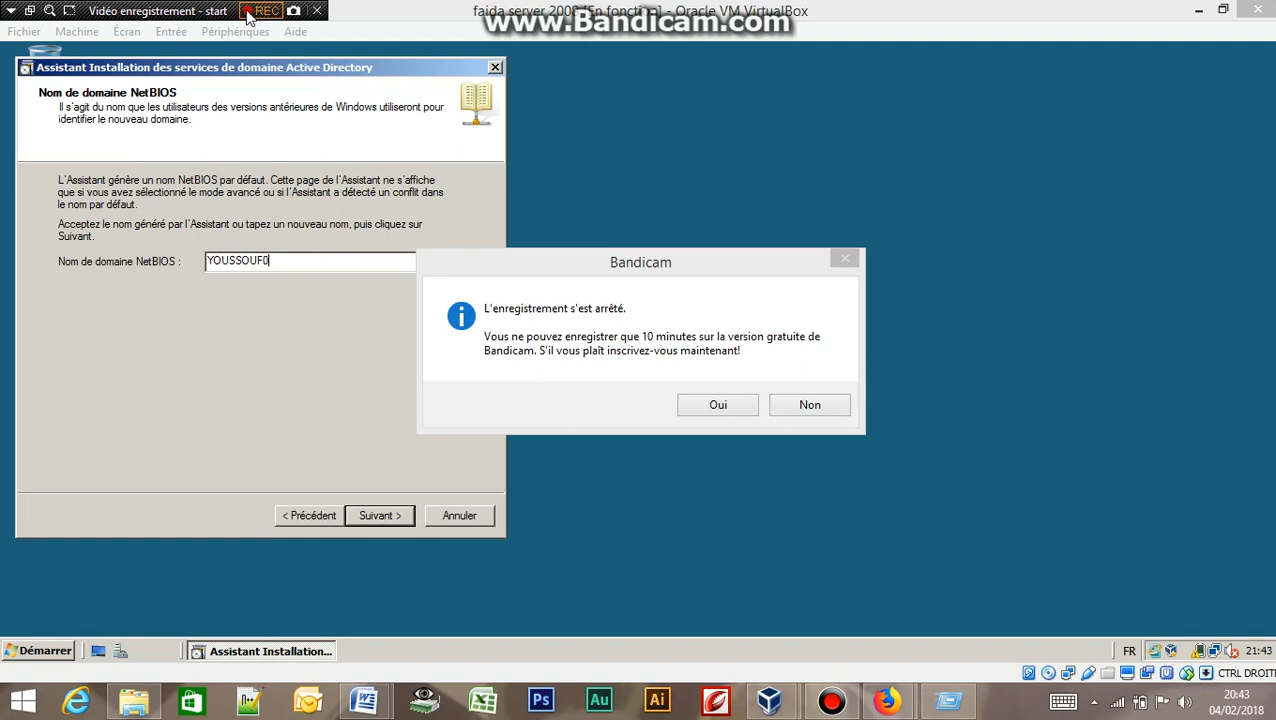 Vidéo enregistrement - start
REC
faida server 2008 [En fonction] - Oracle VM VirtualBox
www.Bandicam.com
Fichier Machine Écran Entrée Périphériques Aide
Assistant Installation des services de domaine Active Directory
Nom de domaine NetBIOS
Il s'agit du nom que les utilisateurs des versions antérieures de Windows utiliseront pour
identifier le nouveau domaine.
L'Assistant génère un nom NetBIOS par défaut. Cette page de l'Assistant ne s'affiche
que si vous avez sélectionné le mode avancé ou si l'Assistant a détecté un conflit dans
le nom par défaut.
Acceptez le nom généré par l'Assistant ou tapez un nouveau nom, puis cliquez sur
Suivant.
Nom de domaine NetBIOS :
YOUSSOUF0
Bandicam
L'enregistrement s'est arrêté.
Vous ne pouvez enregistrer que 10 minutes sur la version gratuite de
Bandicam. S'il vous plaît inscrivez-vous maintenant!
Oui
Non
< Précédent
Suivant >
Annuler
Démarrer
Assistant Installation...
FR
21:43
CTRL DROITE
Ps
Au
Ai
20:43
04/02/2018